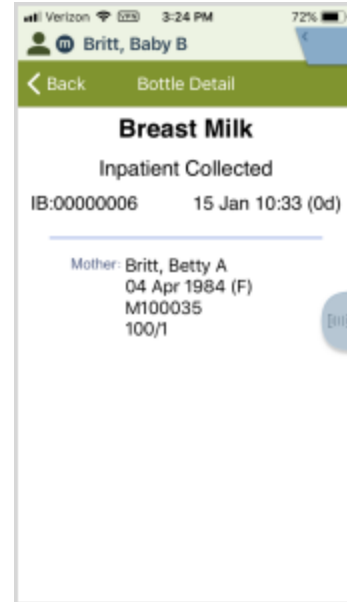 Verizon 3:24 PM 72%
m Britt, Baby B
Back Bottle Detail
Breast Milk
Inpatient Collected
IB:00000006 15 Jan 10:33 (0d)
Mother: Britt, Betty A
04 Apr 1984 (F)
M100035
100/1